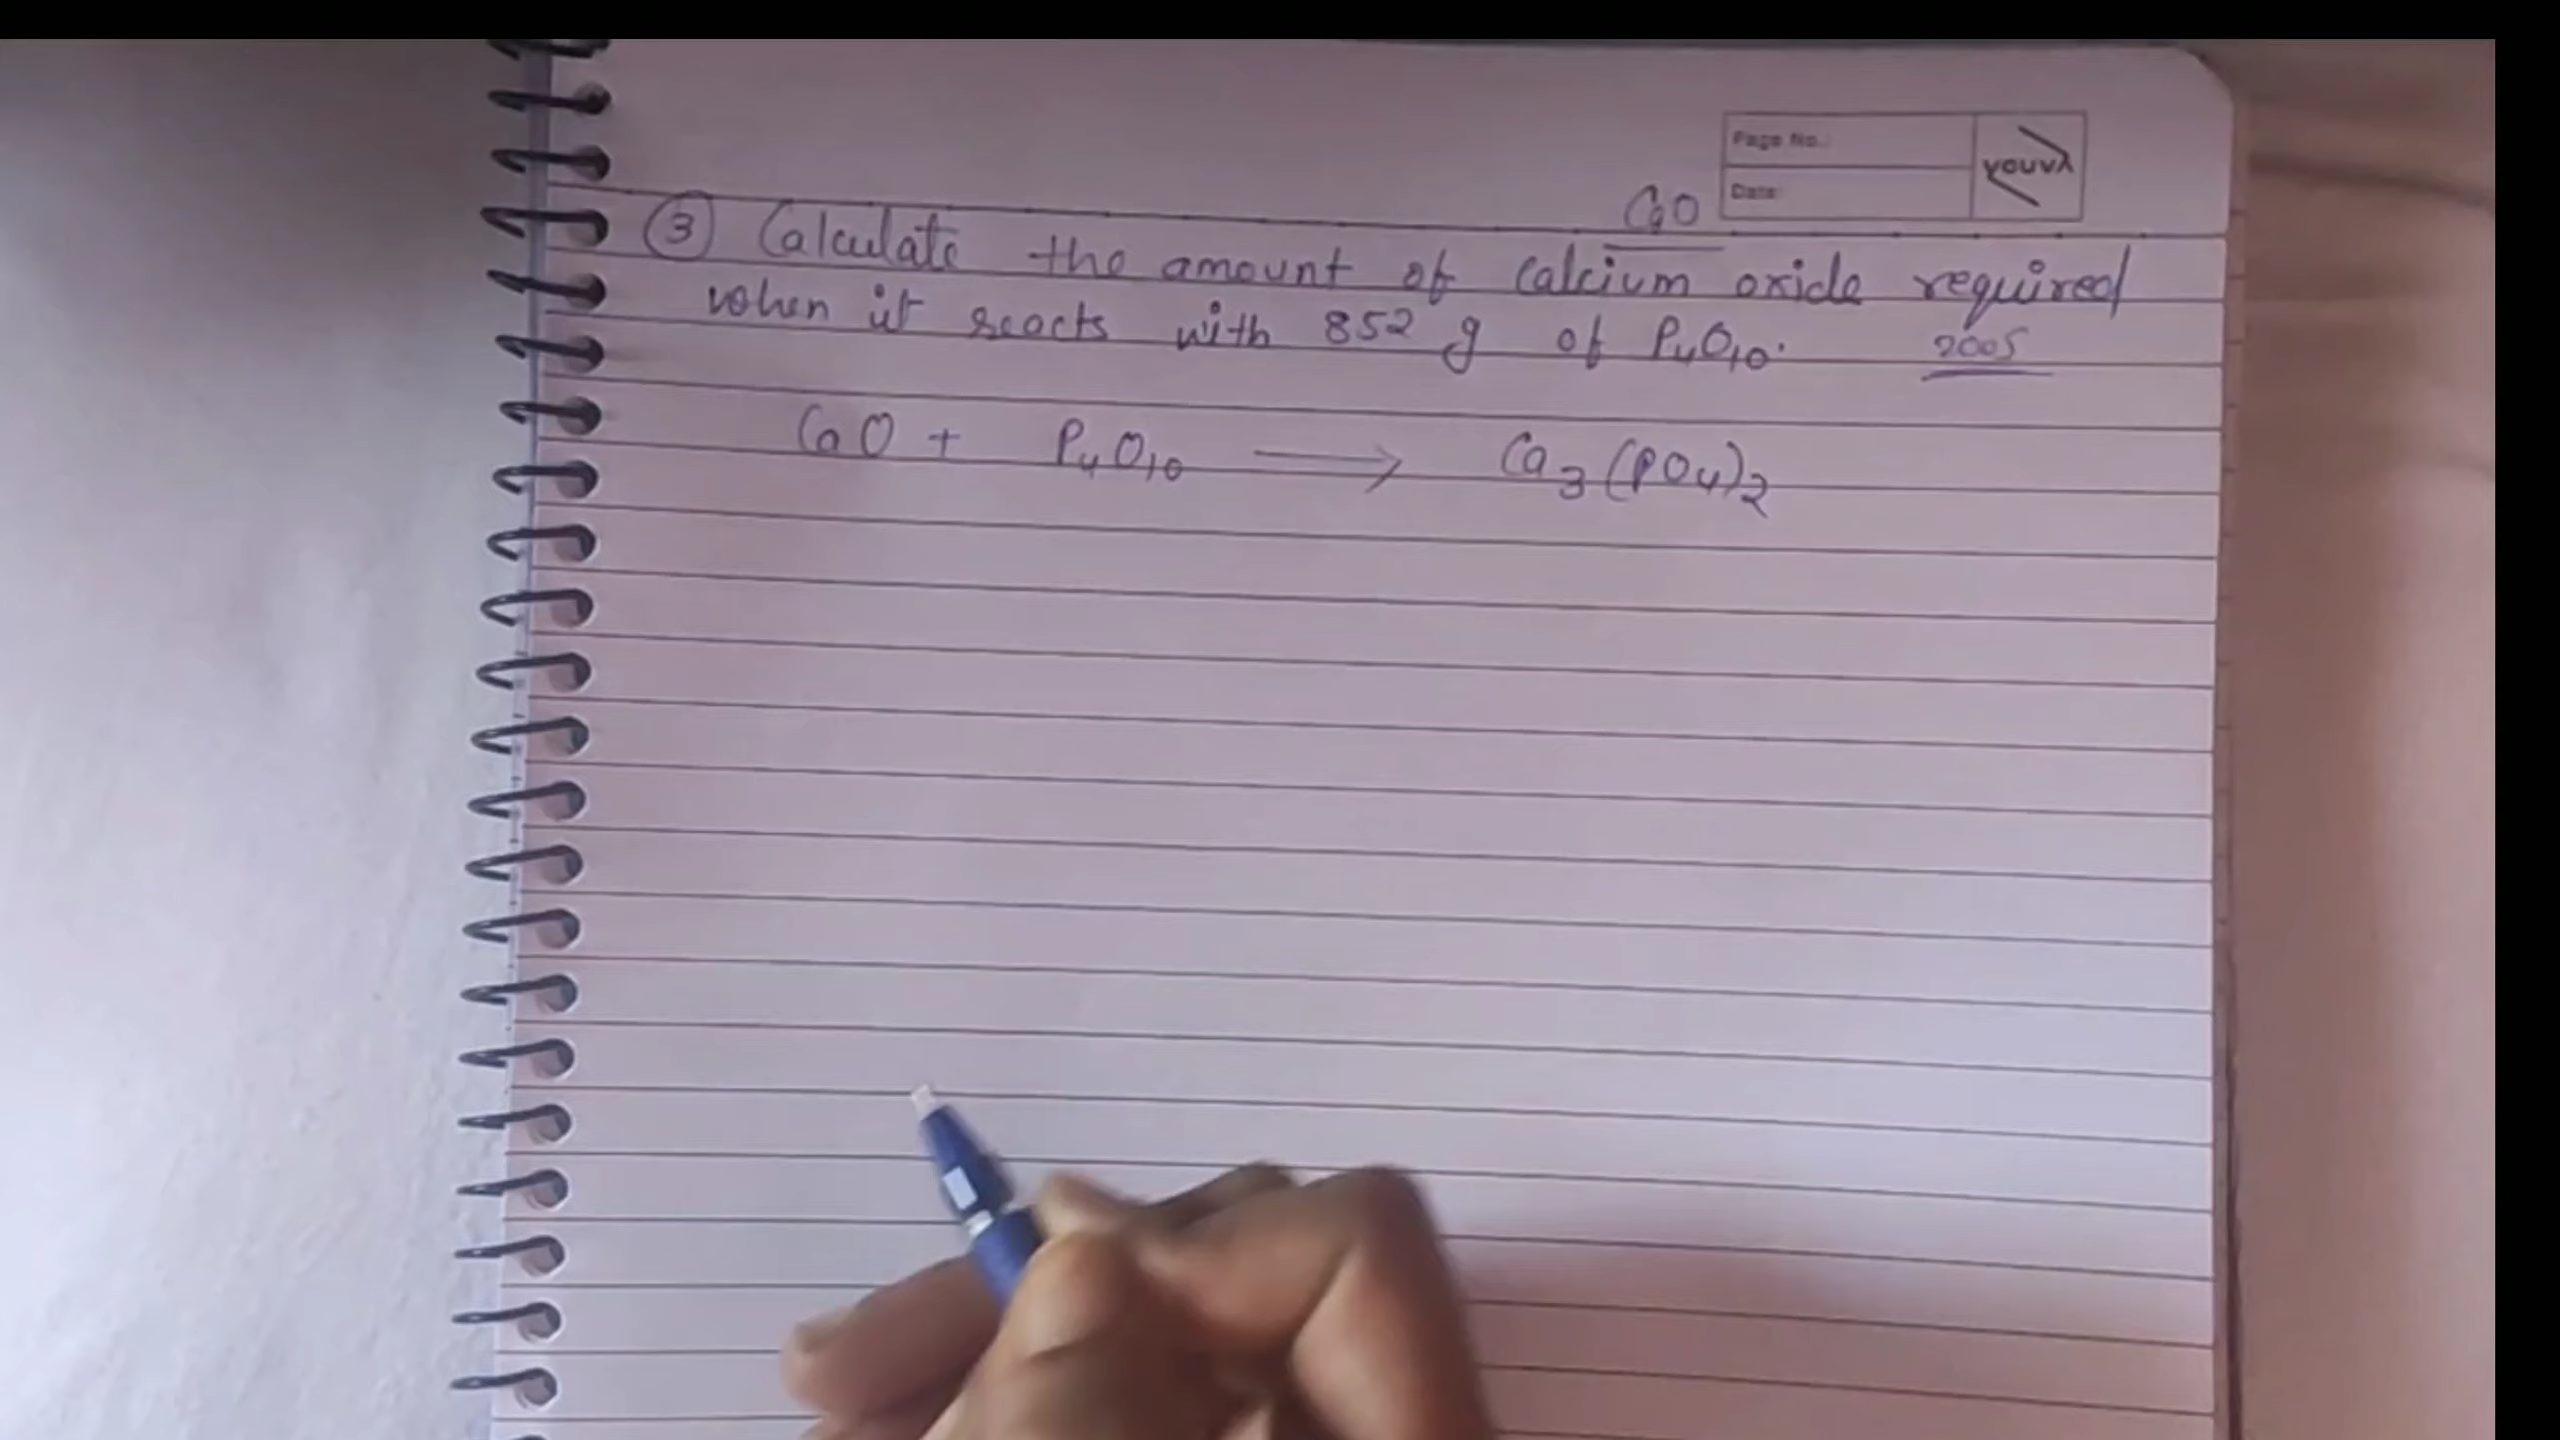 Page No.:
youvA
Date:
CaO
③ Calculate the amount of Calcium oxide required
when it reacts with 852 g of P₄O₁₀. 2005
CaO + P₄O₁₀ ⟹ Ca₃(PO₄)₂